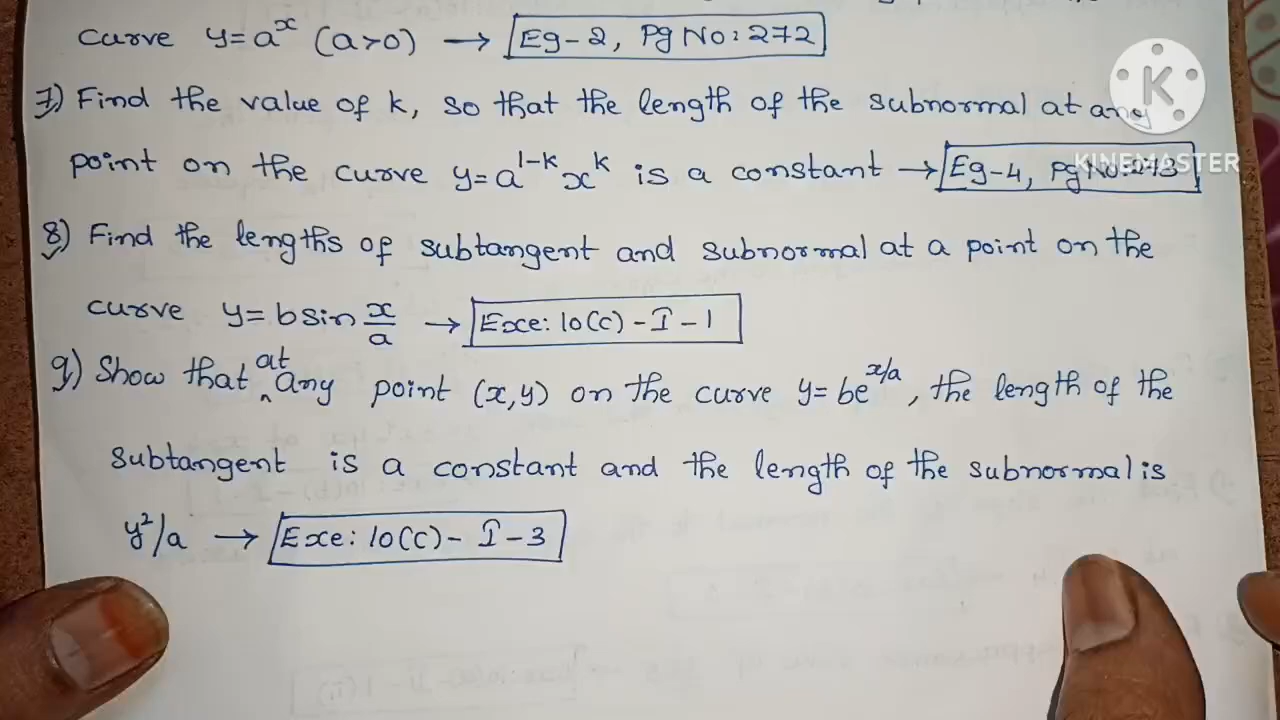 curve y=aˣ (a>0) → Eg-2, Pg No: 272
7) Find the value of k, so that the length of the subnormal at any
point on the curve y=a^{1-k} x^k is a constant → Eg-4, Pg No: 273
KINEMASTER
8) Find the lengths of subtangent and subnormal at a point on the
curve y=bsin x/a → Exe: 10(c)-I-1
9) Show that at any point (x,y) on the curve y=be^{x/a}, the length of the
subtangent is a constant and the length of the subnormal is
y²/a → Exe: 10(c)-I-3